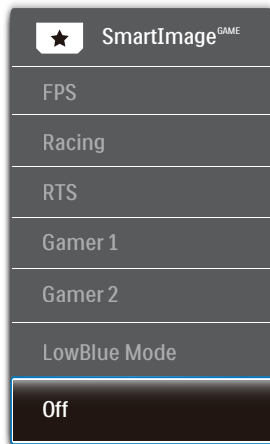 SmartImage GAME
FPS
Racing
RTS
Gamer 1
Gamer 2
LowBlue Mode
Off